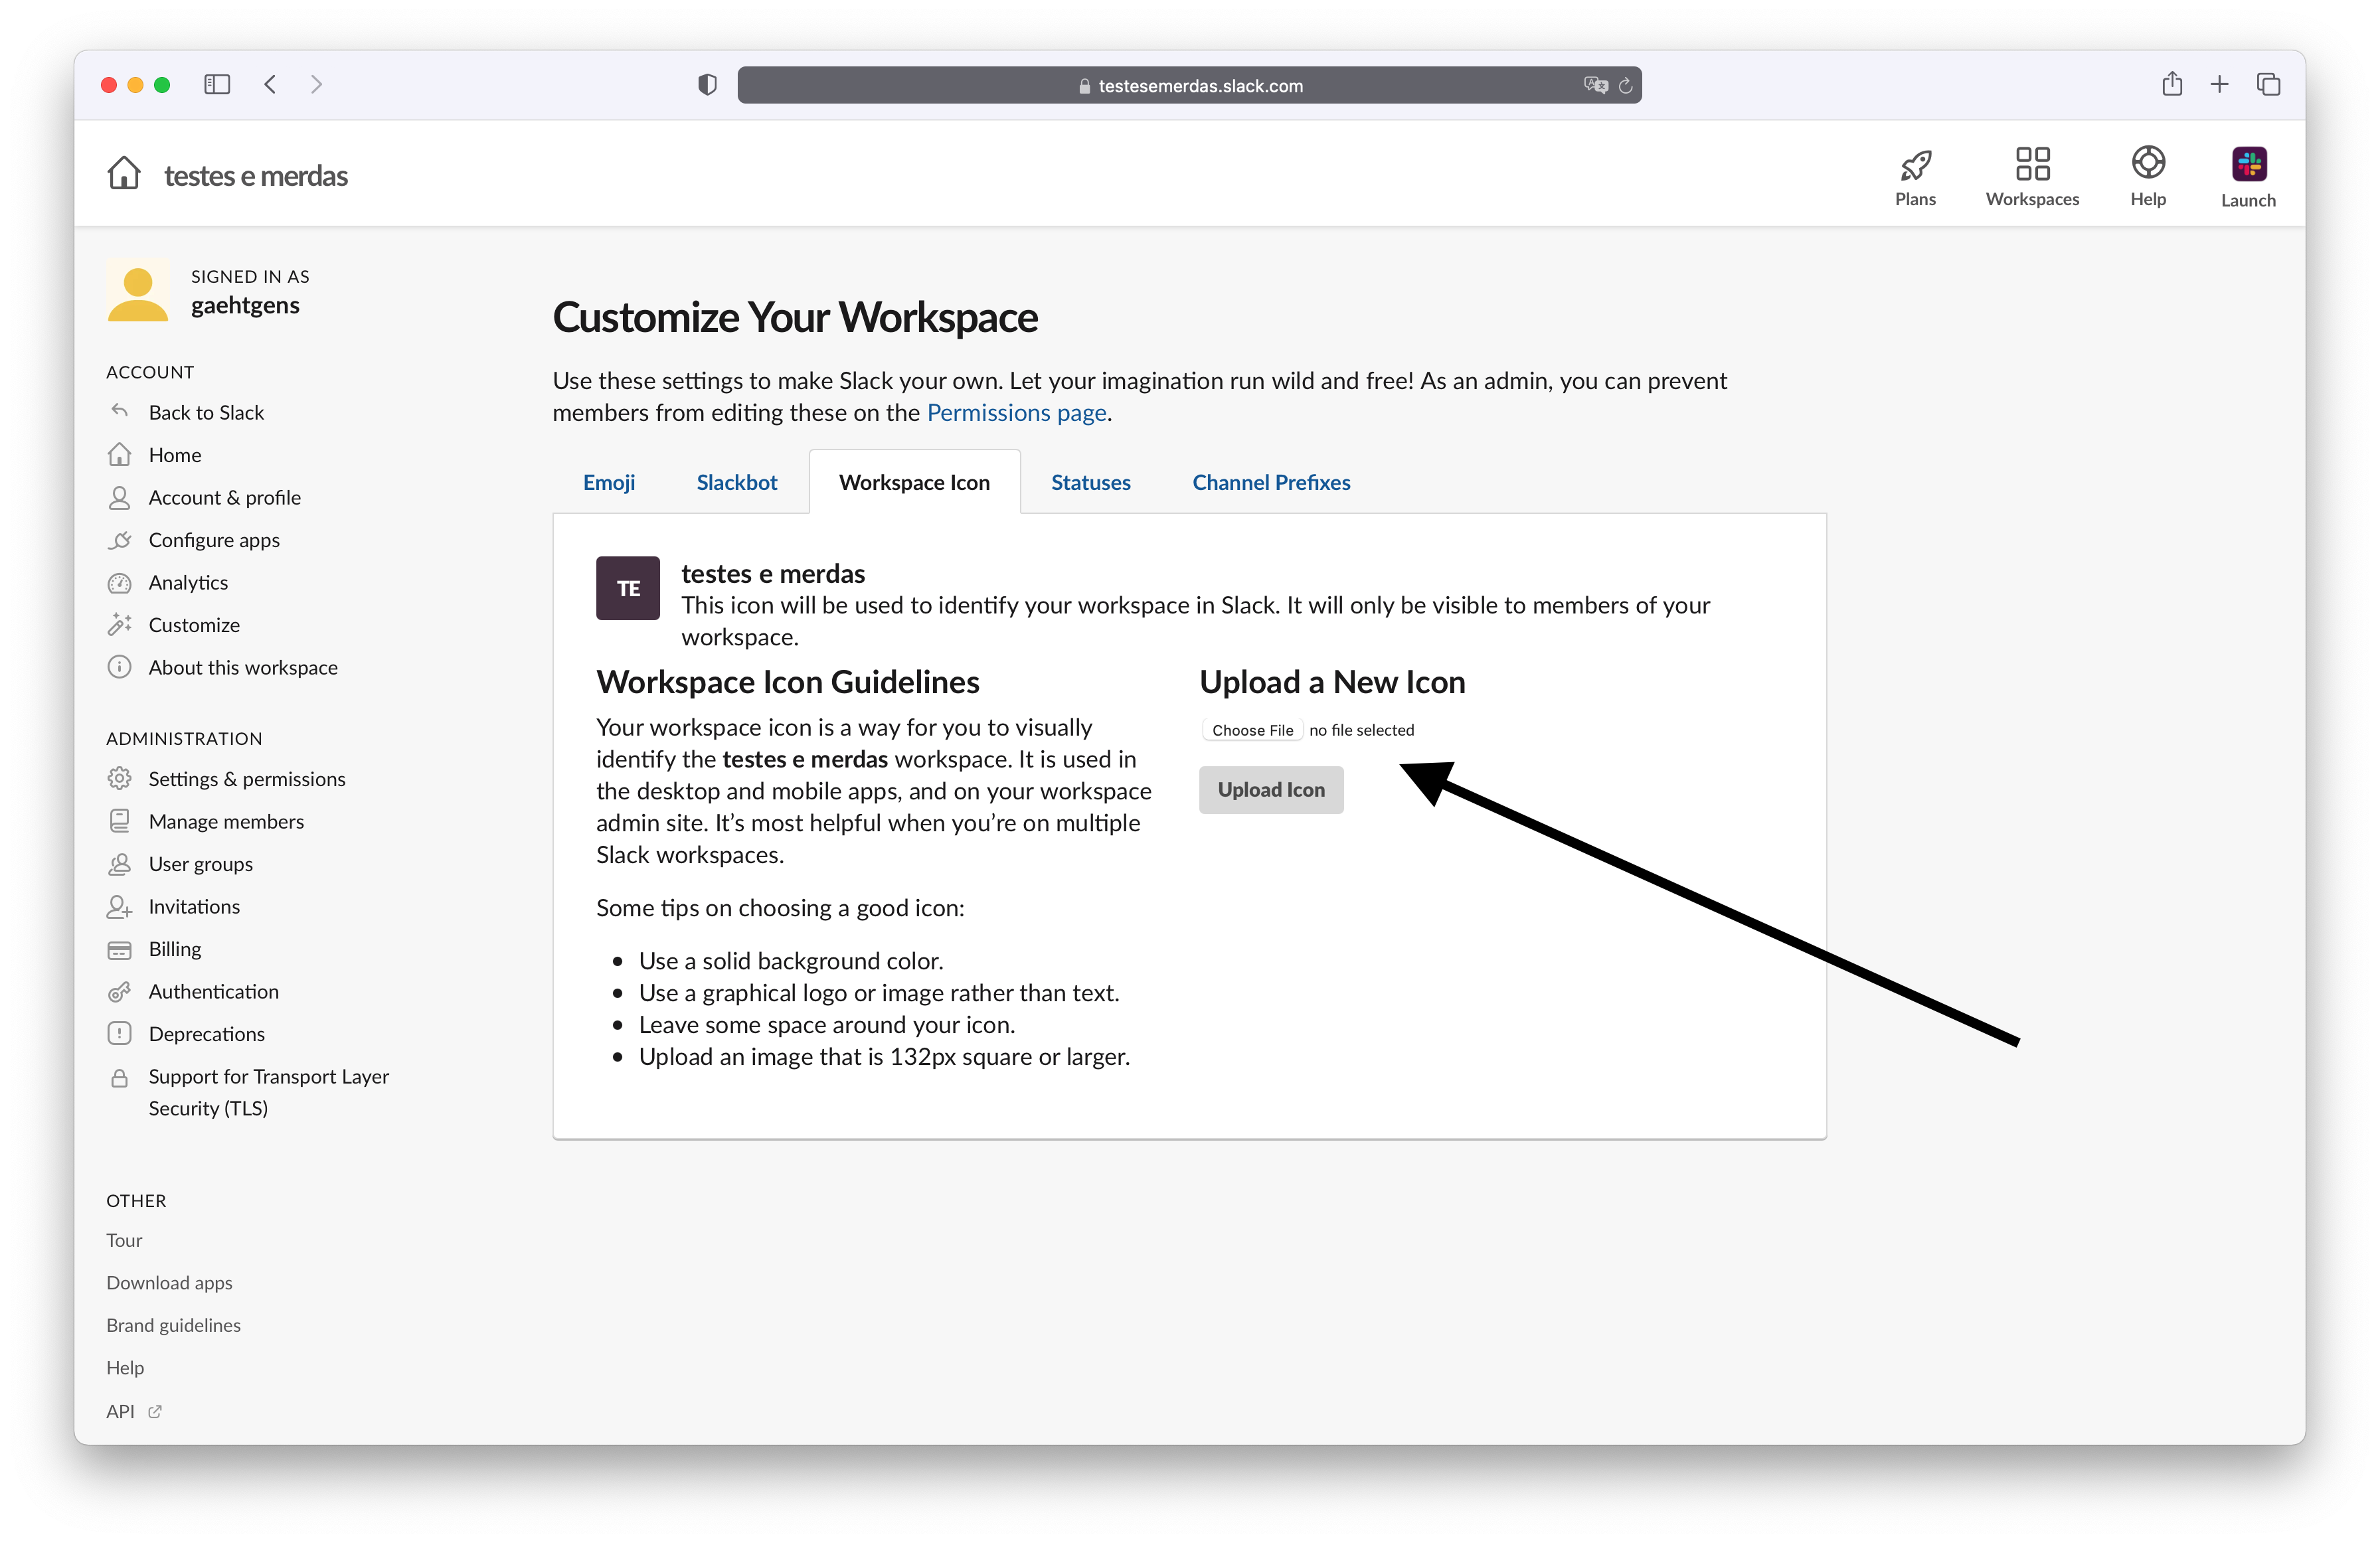 testesemerdas.slack.com
testes e merdas
Plans
Workspaces
Help
Launch
SIGNED IN AS
gaehtgens
ACCOUNT
Back to Slack
Home
Account & profile
Configure apps
Analytics
Customize
About this workspace
ADMINISTRATION
Settings & permissions
Manage members
User groups
Invitations
Billing
Authentication
Deprecations
Support for Transport Layer
Security (TLS)
OTHER
Tour
Download apps
Brand guidelines
Help
API
Customize Your Workspace
Use these settings to make Slack your own. Let your imagination run wild and free! As an admin, you can prevent
members from editing these on the Permissions page.
Emoji
Slackbot
Workspace Icon
Statuses
Channel Prefixes
TE
testes e merdas
This icon will be used to identify your workspace in Slack. It will only be visible to members of your
workspace.
Workspace Icon Guidelines
Your workspace icon is a way for you to visually
identify the testes e merdas workspace. It is used in
the desktop and mobile apps, and on your workspace
admin site. It’s most helpful when you’re on multiple
Slack workspaces.
Some tips on choosing a good icon:
• Use a solid background color.
• Use a graphical logo or image rather than text.
• Leave some space around your icon.
• Upload an image that is 132px square or larger.
Upload a New Icon
Choose File no file selected
Upload Icon